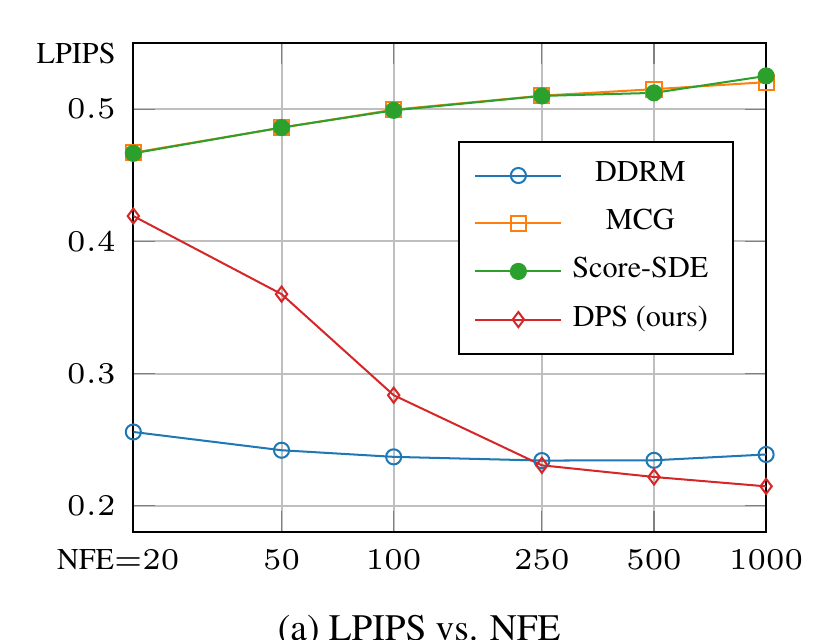 LPIPS
0.5
0.4
0.3
0.2
DDRM
MCG
Score-SDE
DPS (ours)
NFE=20 50 100 250 500 1000
(a) LPIPS vs. NFE